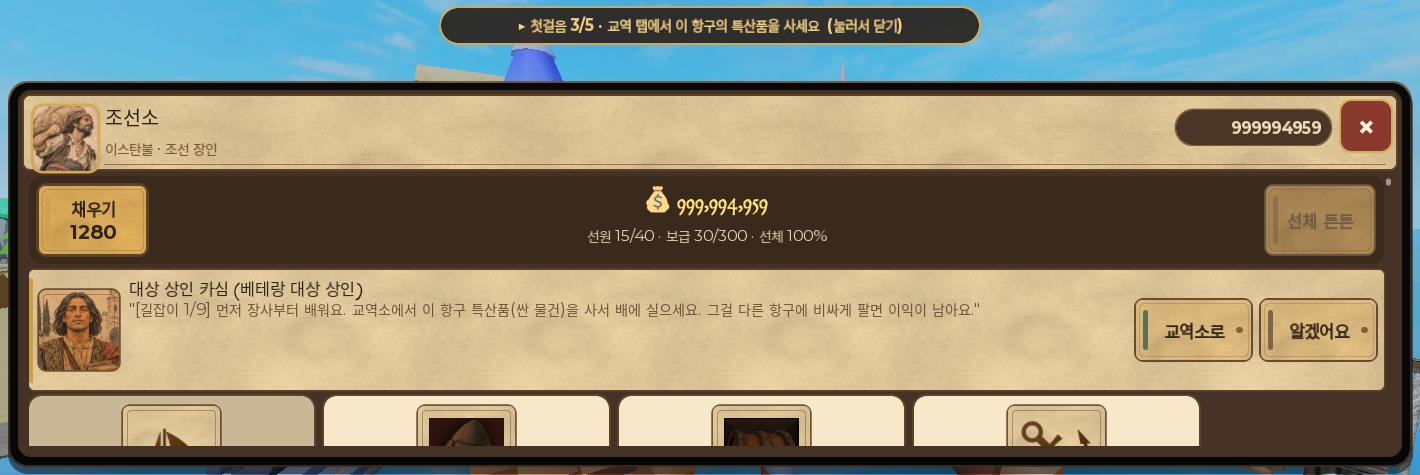 ▸ 첫걸음 3/5 · 교역 탭에서 이 항구의 특산품을 사세요 (눌러서 닫기)
조선소
이스탄불 · 조선 장인
999994959
×
채우기
1280
$ 999,994,959
선원 15/40 · 보급 30/300 · 선체 100%
선체 튼튼
대상 상인 카심 (베테랑 대상 상인)
"[길잡이 1/9] 먼저 장사부터 배워요. 교역소에서 이 항구 특산품(싼 물건)을 사서 배에 실으세요. 그걸 다른 항구에 비싸게 팔면 이익이 남아요."
교역소로
알겠어요